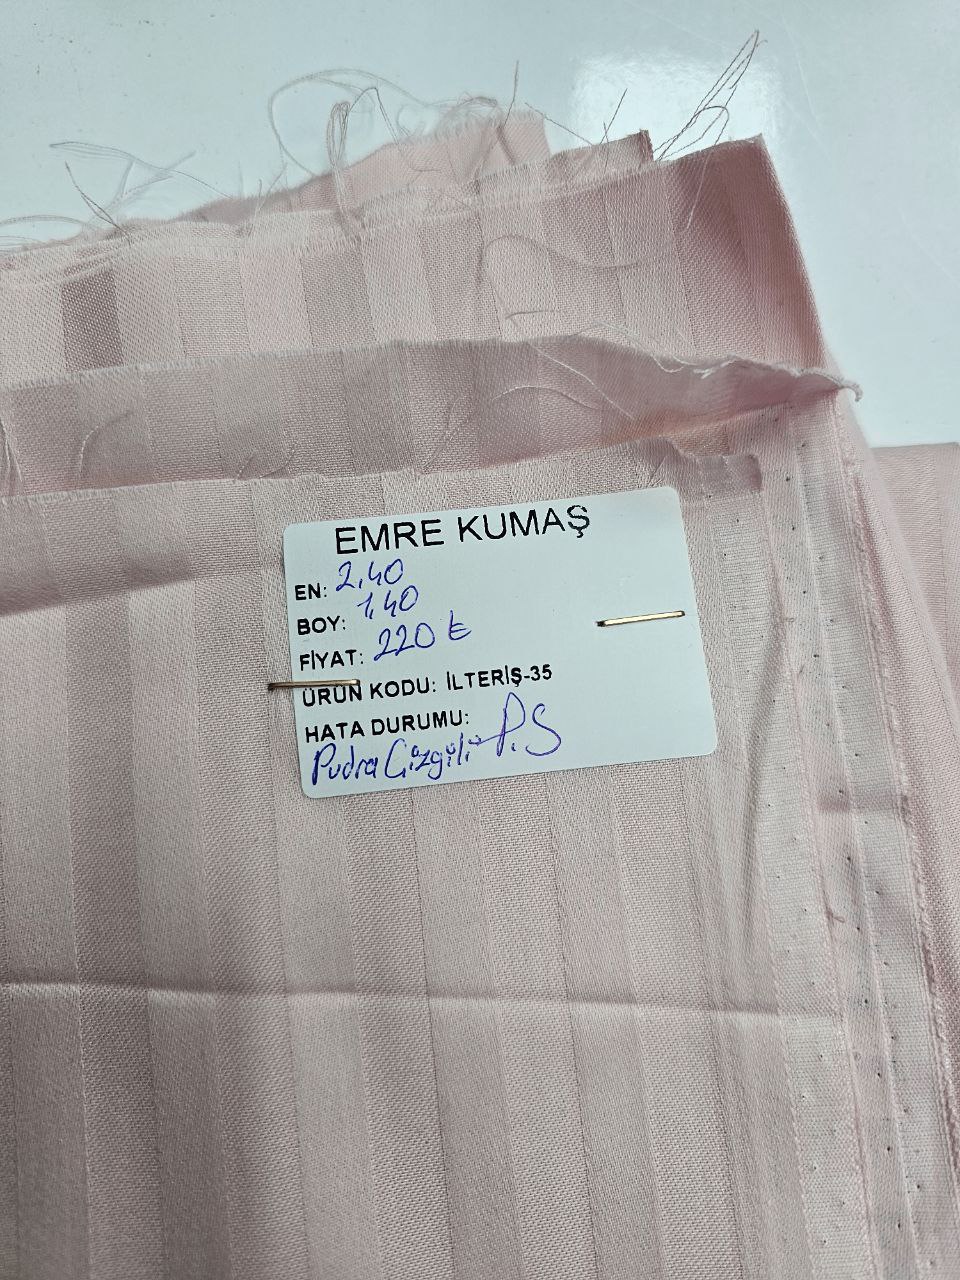 EMRE KUMAŞ
EN: 2.40
BOY: 1,40
FİYAT: 220 ₺
ÜRÜN KODU: İLTERİŞ-35
HATA DURUMU: P.S
Pudra Çizgili